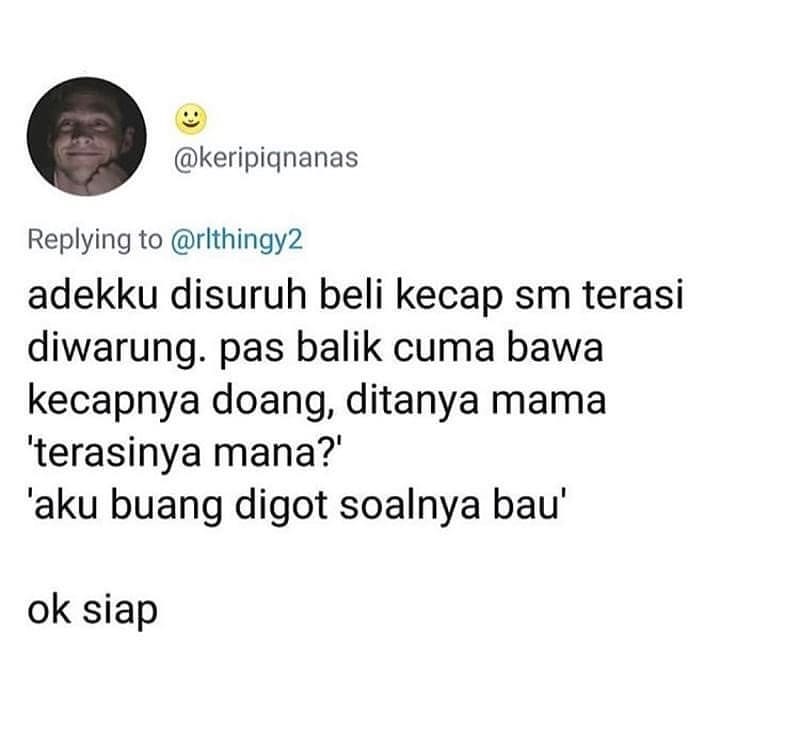 @keripiqnanas
Replying to @rlthingy2
adekku disuruh beli kecap sm terasi
diwarung. pas balik cuma bawa
kecapnya doang, ditanya mama
'terasinya mana?'
'aku buang digot soalnya bau'
ok siap